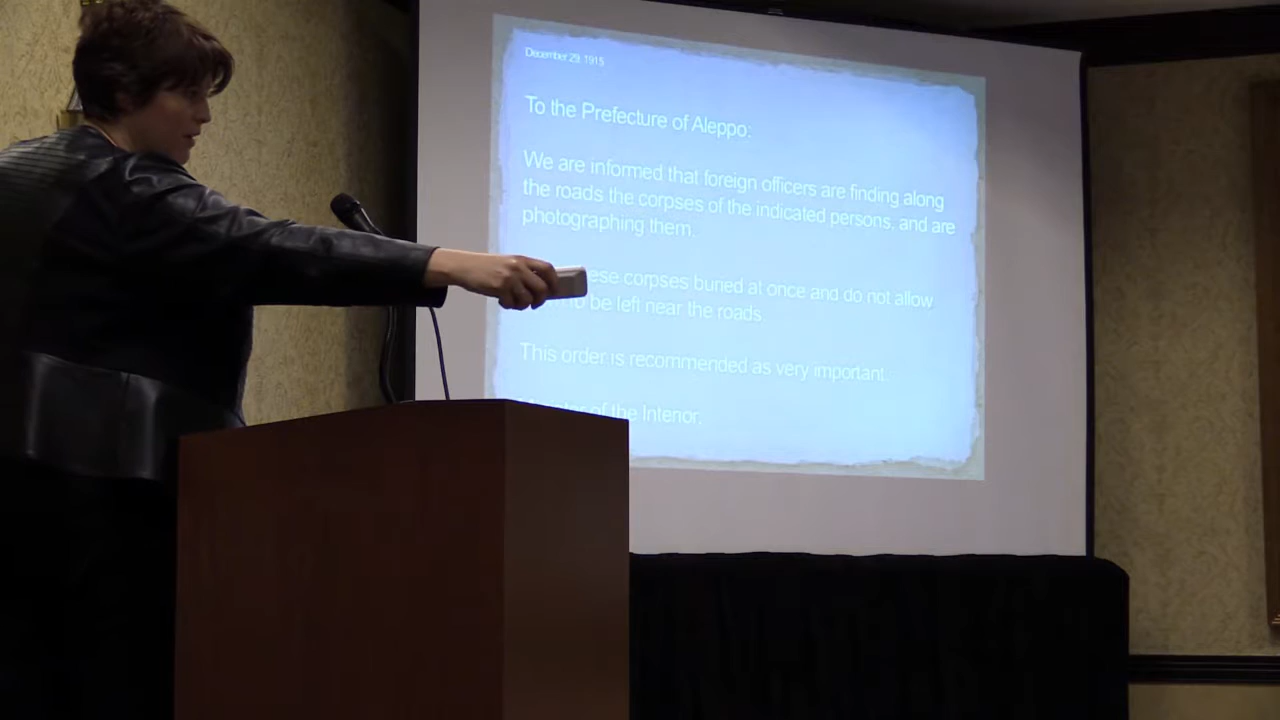 December 29, 1915
To the Prefecture of Aleppo:
We are informed that foreign officers are finding along
the roads the corpses of the indicated persons, and are
photographing them.
corpses buried at once and do not allow
to be left near the roads.
This order is recommended as very important.
of the Interior,